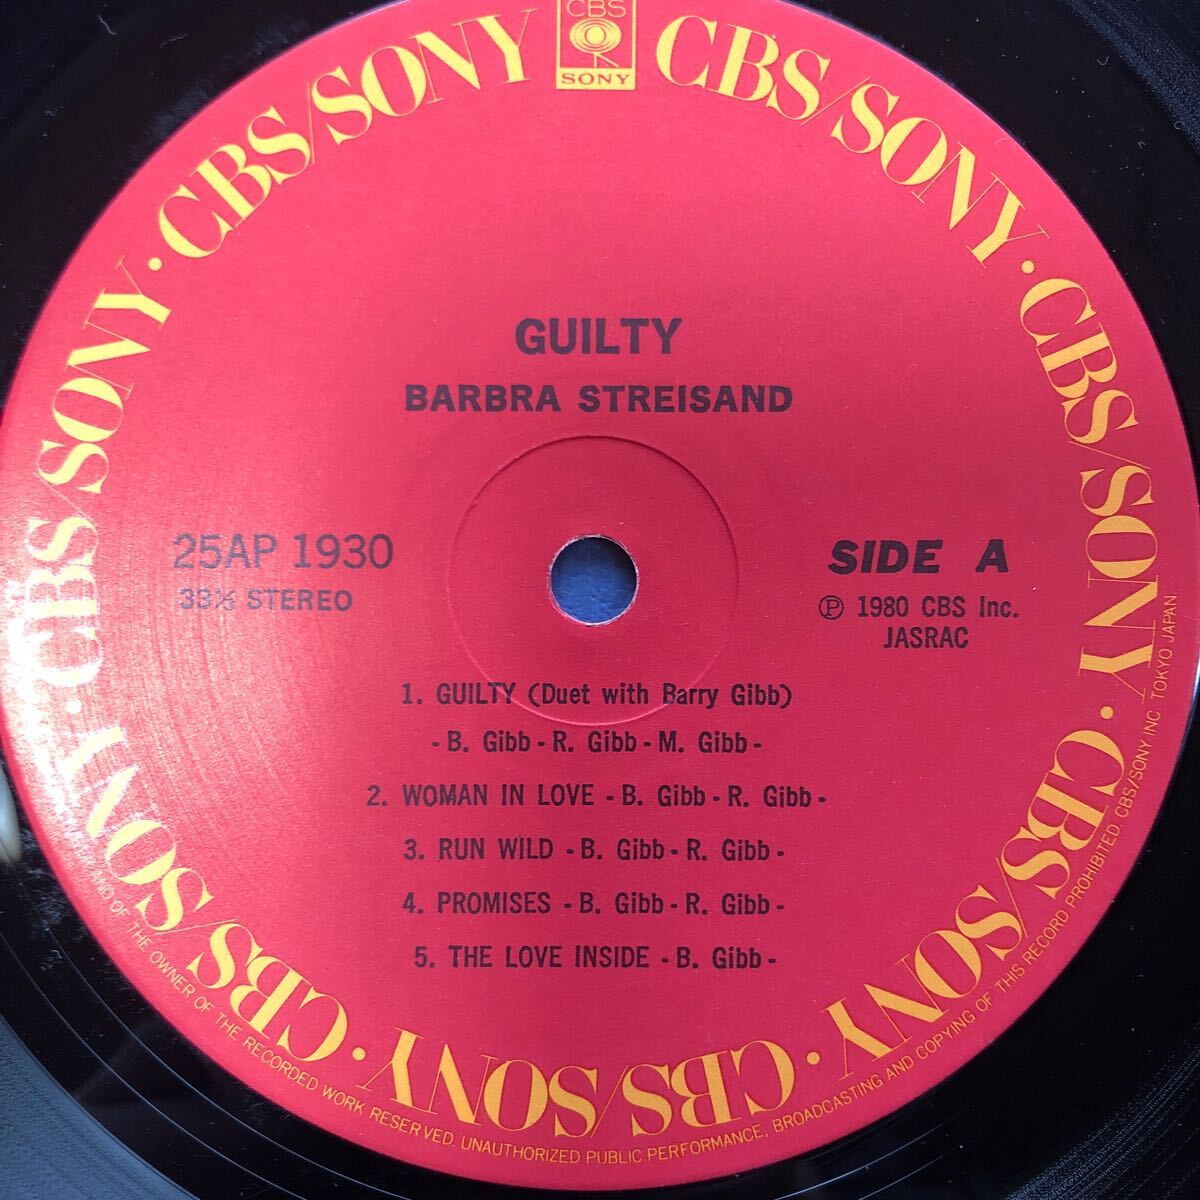 CBS
SONY
CBS/SONY · CBS/SONY · CBS/SONY · CBS/SONY · CBS/SONY · CBS/SONY · CBS/SONY · CBS/SONY
GUILTY
BARBRA STREISAND
25AP 1930
33⅓ STEREO
SIDE A
Ⓟ 1980 CBS Inc.
JASRAC
1. GUILTY (Duet with Barry Gibb)
- B. Gibb - R. Gibb - M. Gibb -
2. WOMAN IN LOVE - B. Gibb - R. Gibb -
3. RUN WILD - B. Gibb - R. Gibb -
4. PROMISES - B. Gibb - R. Gibb -
5. THE LOVE INSIDE - B. Gibb -
AND OF THE OWNER OF THE RECORDED WORK RESERVED. UNAUTHORIZED PUBLIC PERFORMANCE, BROADCASTING AND COPYING OF THIS RECORD PROHIBITED. CBS/SONY INC. TOKYO JAPAN.